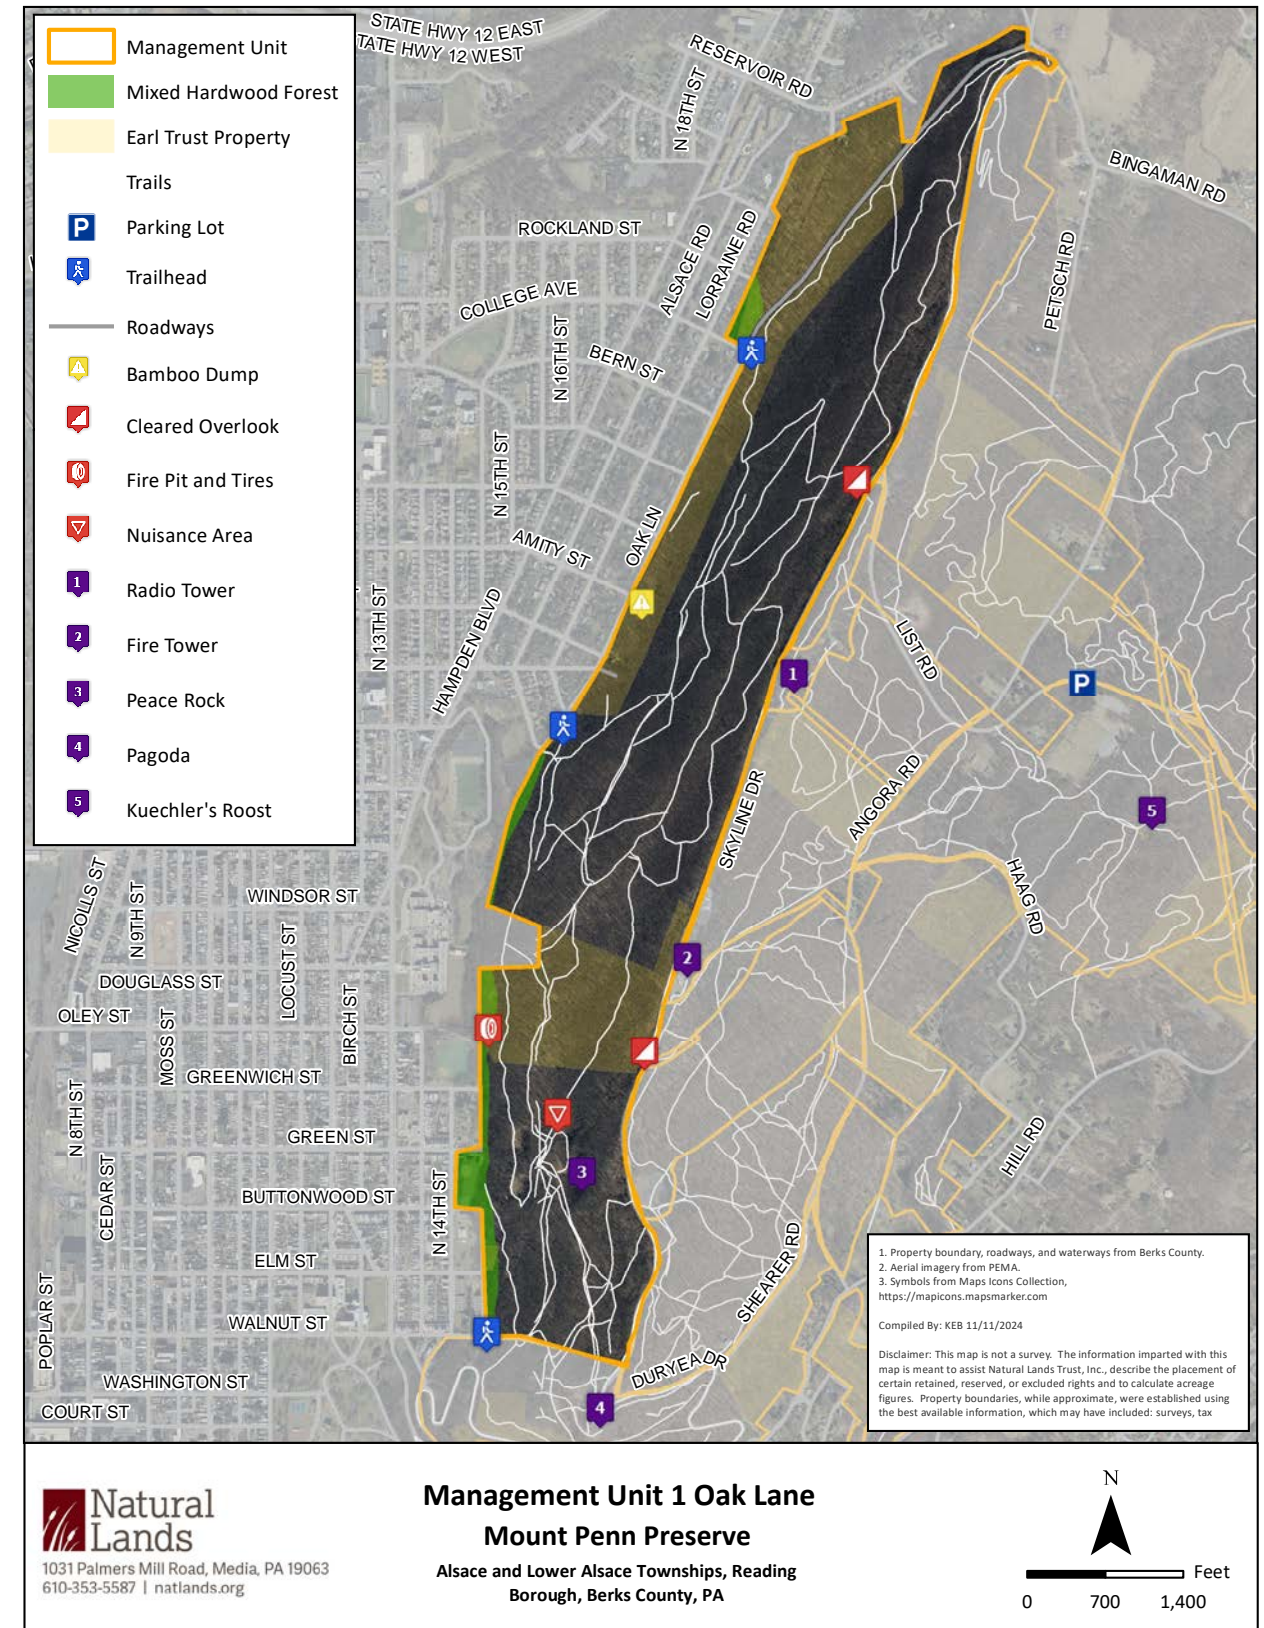 Management Unit
Mixed Hardwood Forest
Earl Trust Property
Trails
P
Parking Lot
Trailhead
Roadways
Bamboo Dump
Cleared Overlook
Fire Pit and Tires
Nuisance Area
1
Radio Tower
2
Fire Tower
3
Peace Rock
4
Pagoda
5
Kuechler's Roost
STATE HWY 12 EAST
TATE HWY 12 WEST
RESERVOIR RD
N 18TH ST
BINGAMAN RD
ROCKLAND ST
ALSACE RD
LORRAINE RD
PETSCH RD
COLLEGE AVE
N 16TH ST
BERN ST
N 15TH ST
AMITY ST
OAK LN
N 13TH ST
HAMPDEN BLVD
LIST RD
1
P
SKYLINE DR
ANGORA RD
5
HAAG RD
NICOLLS ST
N 9TH ST
WINDSOR ST
LOCUST ST
2
DOUGLASS ST
OLEY ST
MOSS ST
BIRCH ST
GREENWICH ST
N 8TH ST
GREEN ST
HILL RD
CEDAR ST
BUTTONWOOD ST
N 14TH ST
3
ELM ST
SHEARER RD
POPLAR ST
WALNUT ST
DURYEA DR
WASHINGTON ST
COURT ST
4
1. Property boundary, roadways, and waterways from Berks County.
2. Aerial imagery from PEMA.
3. Symbols from Maps Icons Collection,
https://mapicons.mapsmarker.com
Compiled By: KEB 11/11/2024
Disclaimer: This map is not a survey. The information imparted with this
map is meant to assist Natural Lands Trust, Inc., describe the placement of
certain retained, reserved, or excluded rights and to calculate acreage
figures. Property boundaries, while approximate, were established using
the best available information, which may have included: surveys, tax
Natural
Lands
1031 Palmers Mill Road, Media, PA 19063
610-353-5587 | natlands.org
Management Unit 1 Oak Lane
Mount Penn Preserve
Alsace and Lower Alsace Townships, Reading
Borough, Berks County, PA
N
Feet
0 700 1,400